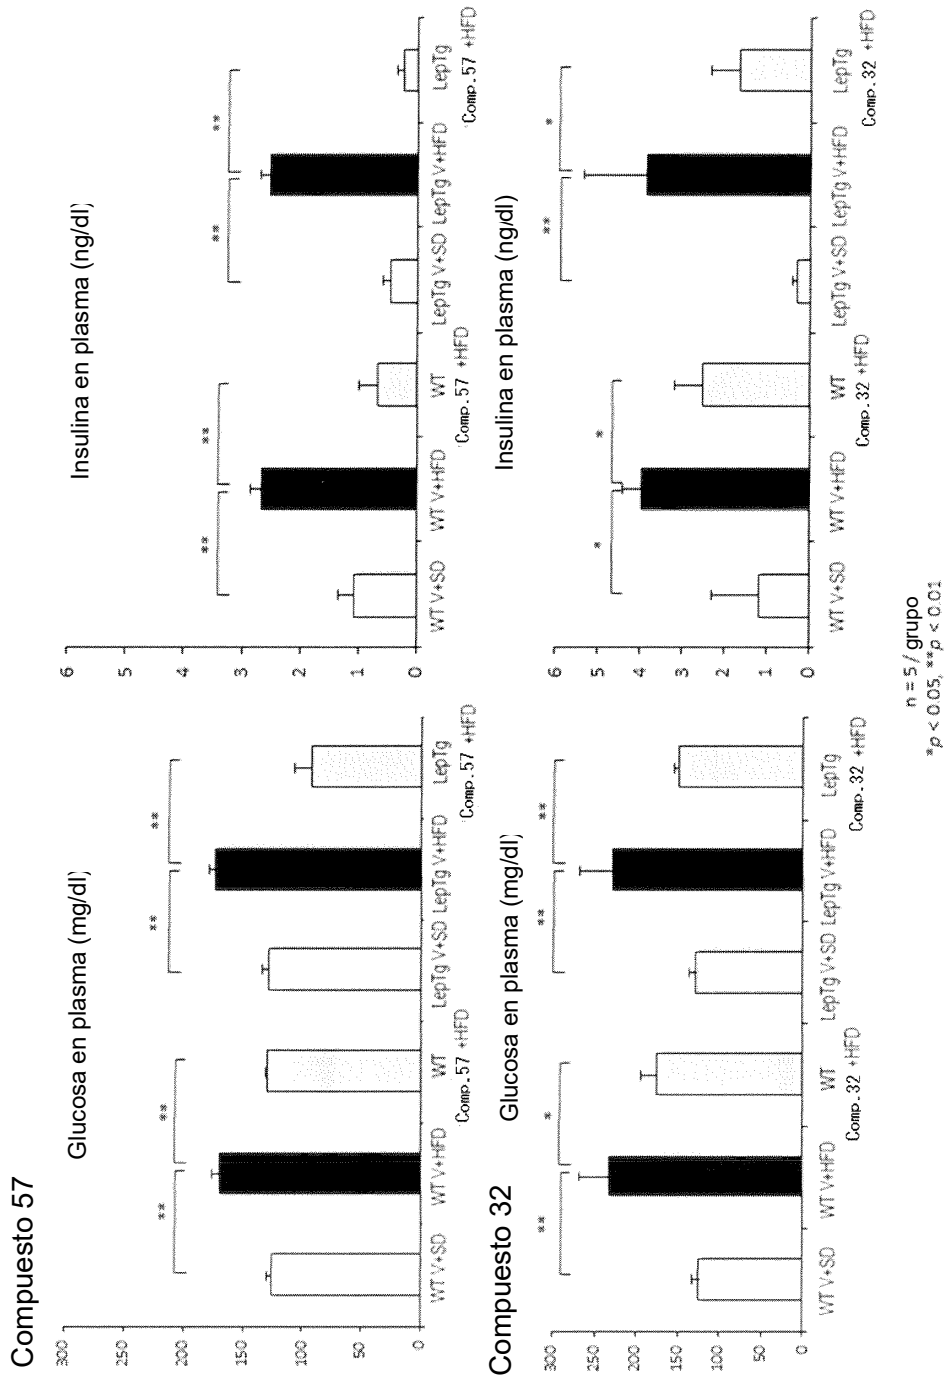 Compuesto 57
Glucosa en plasma (mg/dl)
300
250
200
150
100
50
0
** ** ** **
WT V+SD WT V+HFD WT LepTg V+SD LepTg V+HFD LepTg
Comp.57 +HFD Comp.57 +HFD
Insulina en plasma (ng/dl)
6
5
4
3
2
1
0
** ** ** **
WT V+SD WT V+HFD WT LepTg V+SD LepTg V+HFD LepTg
Comp.57 +HFD Comp.57 +HFD
Compuesto 32
Glucosa en plasma (mg/dl)
300
250
200
150
100
50
0
** * ** **
WT V+SD WT V+HFD WT LepTg V+SD LepTg V+HFD LepTg
Comp.32 +HFD Comp.32 +HFD
Insulina en plasma (ng/dl)
6
5
4
3
2
1
0
* * ** *
WT V+SD WT V+HFD WT LepTg V+SD LepTg V+HFD LepTg
Comp.32 +HFD Comp.32 +HFD
n = 5 / grupo
*p < 0.05, **p < 0.01